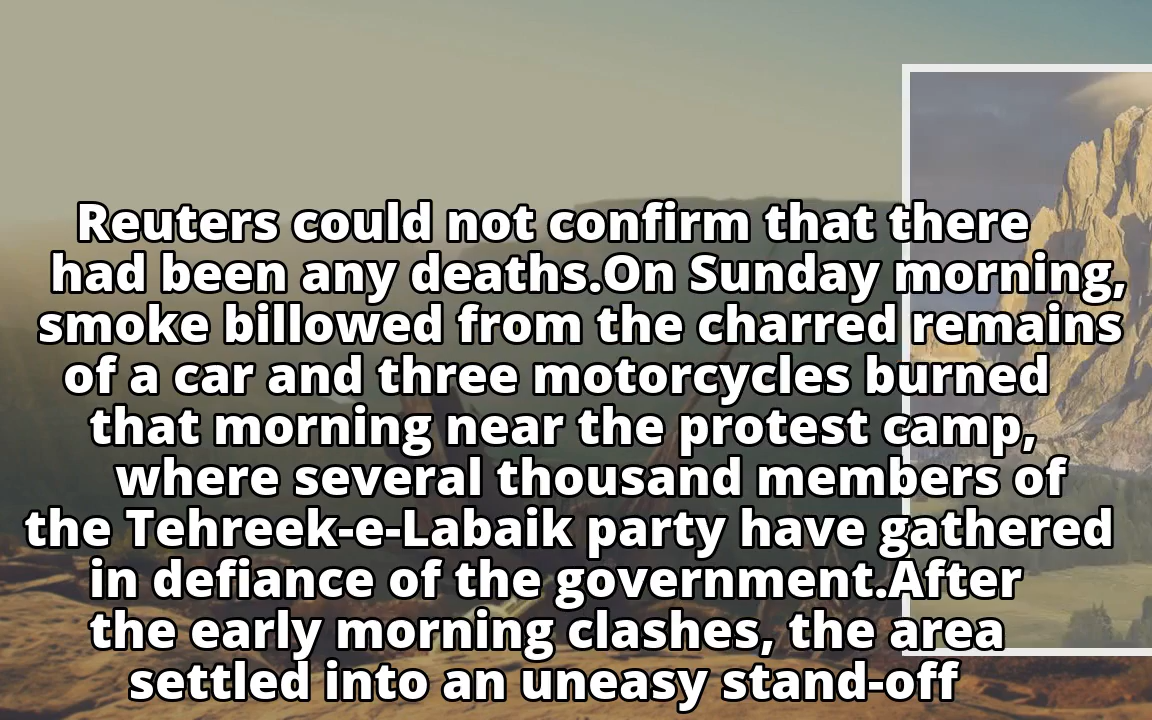 Reuters could not confirm that there
had been any deaths.On Sunday morning,
smoke billowed from the charred remains
of a car and three motorcycles burned
that morning near the protest camp,
where several thousand members of
the Tehreek-e-Labaik party have gathered
in defiance of the government.After
the early morning clashes, the area
settled into an uneasy stand-off